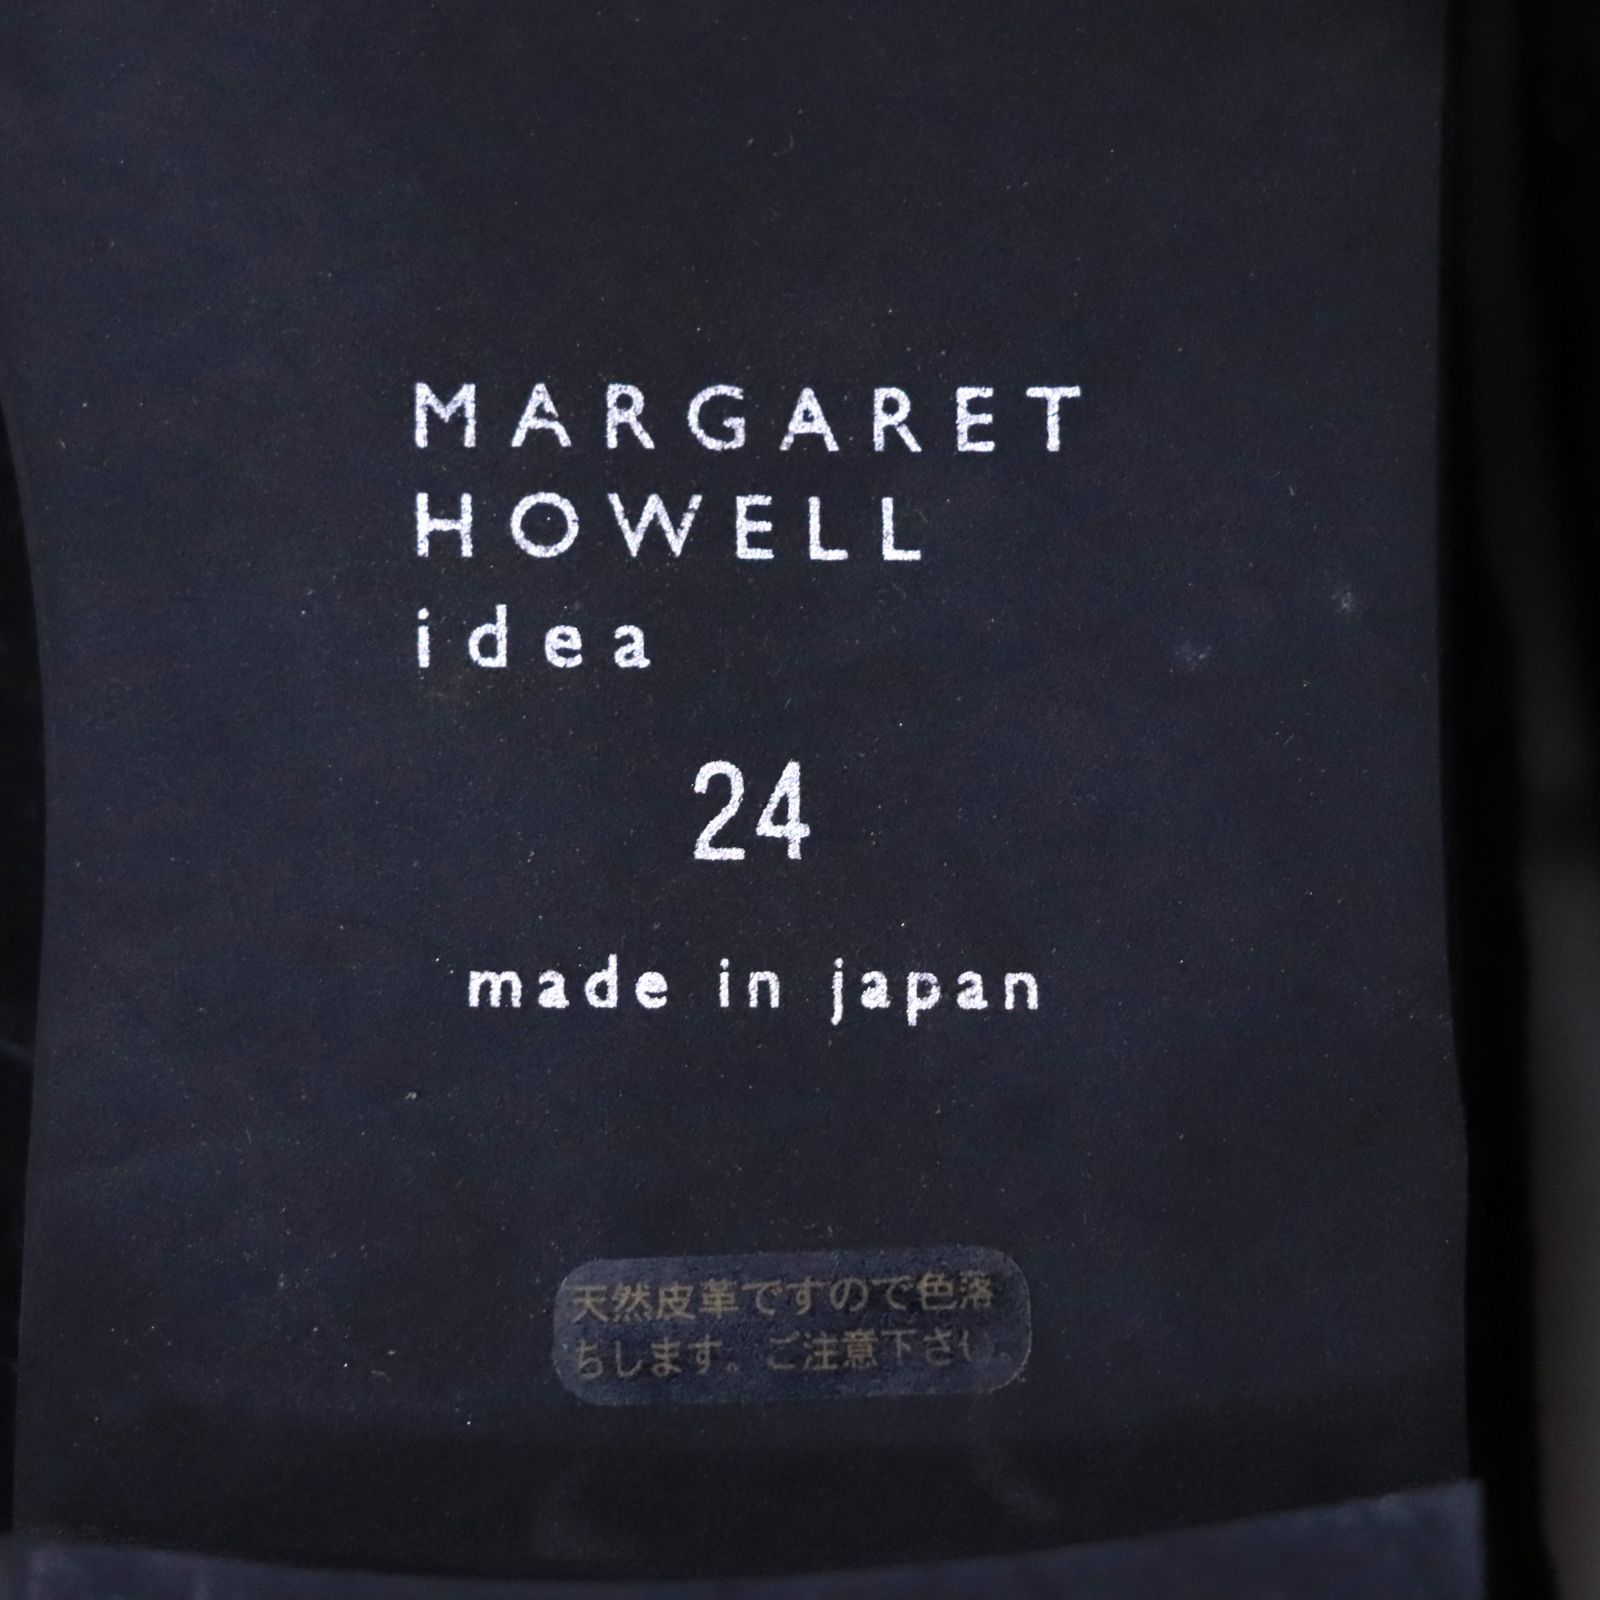 MARGARET
HOWELL
idea
24
made in japan
天然皮革ですので色落
ちします。ご注意下さい。